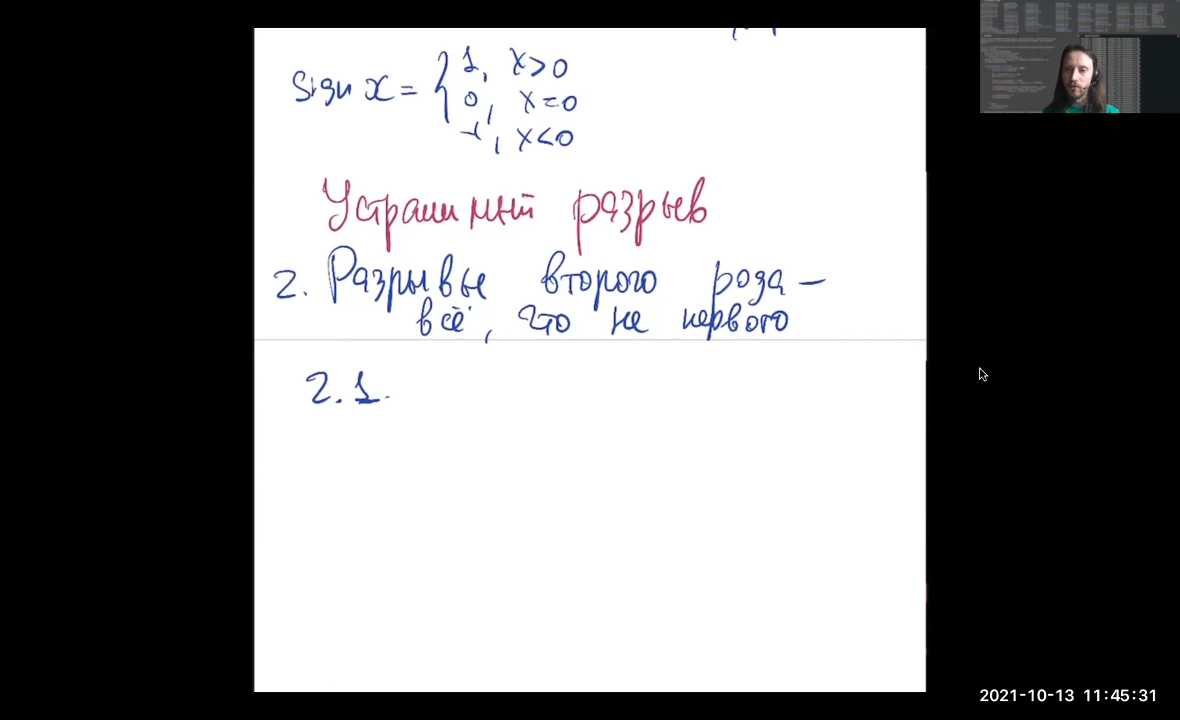 sign x = { 1, x>0
0, x=0
-1, x<0
Устранимый разрыв
2. Разрывы второго рода –
всё, что не первого
2.1.
2021-10-13 11:45:31